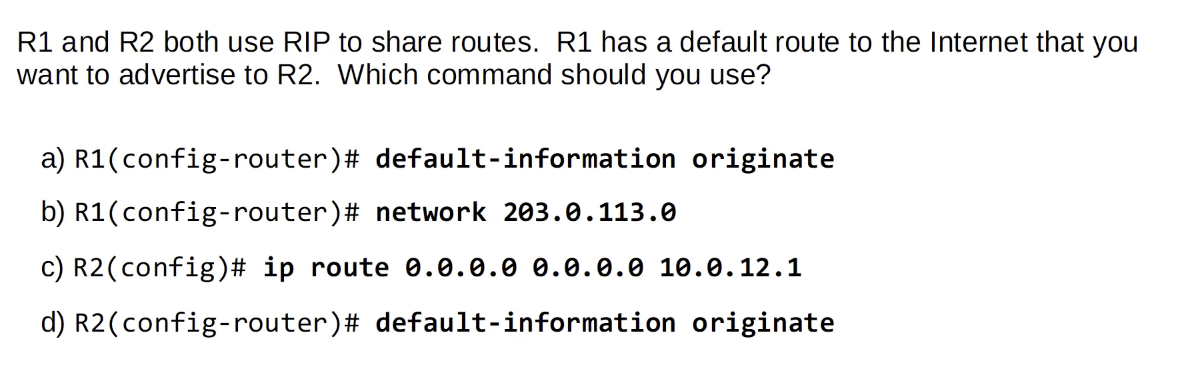 R1 and R2 both use RIP to share routes.  R1 has a default route to the Internet that you
want to advertise to R2.  Which command should you use?
a) R1(config-router)# default-information originate
b) R1(config-router)# network 203.0.113.0
c) R2(config)# ip route 0.0.0.0 0.0.0.0 10.0.12.1
d) R2(config-router)# default-information originate